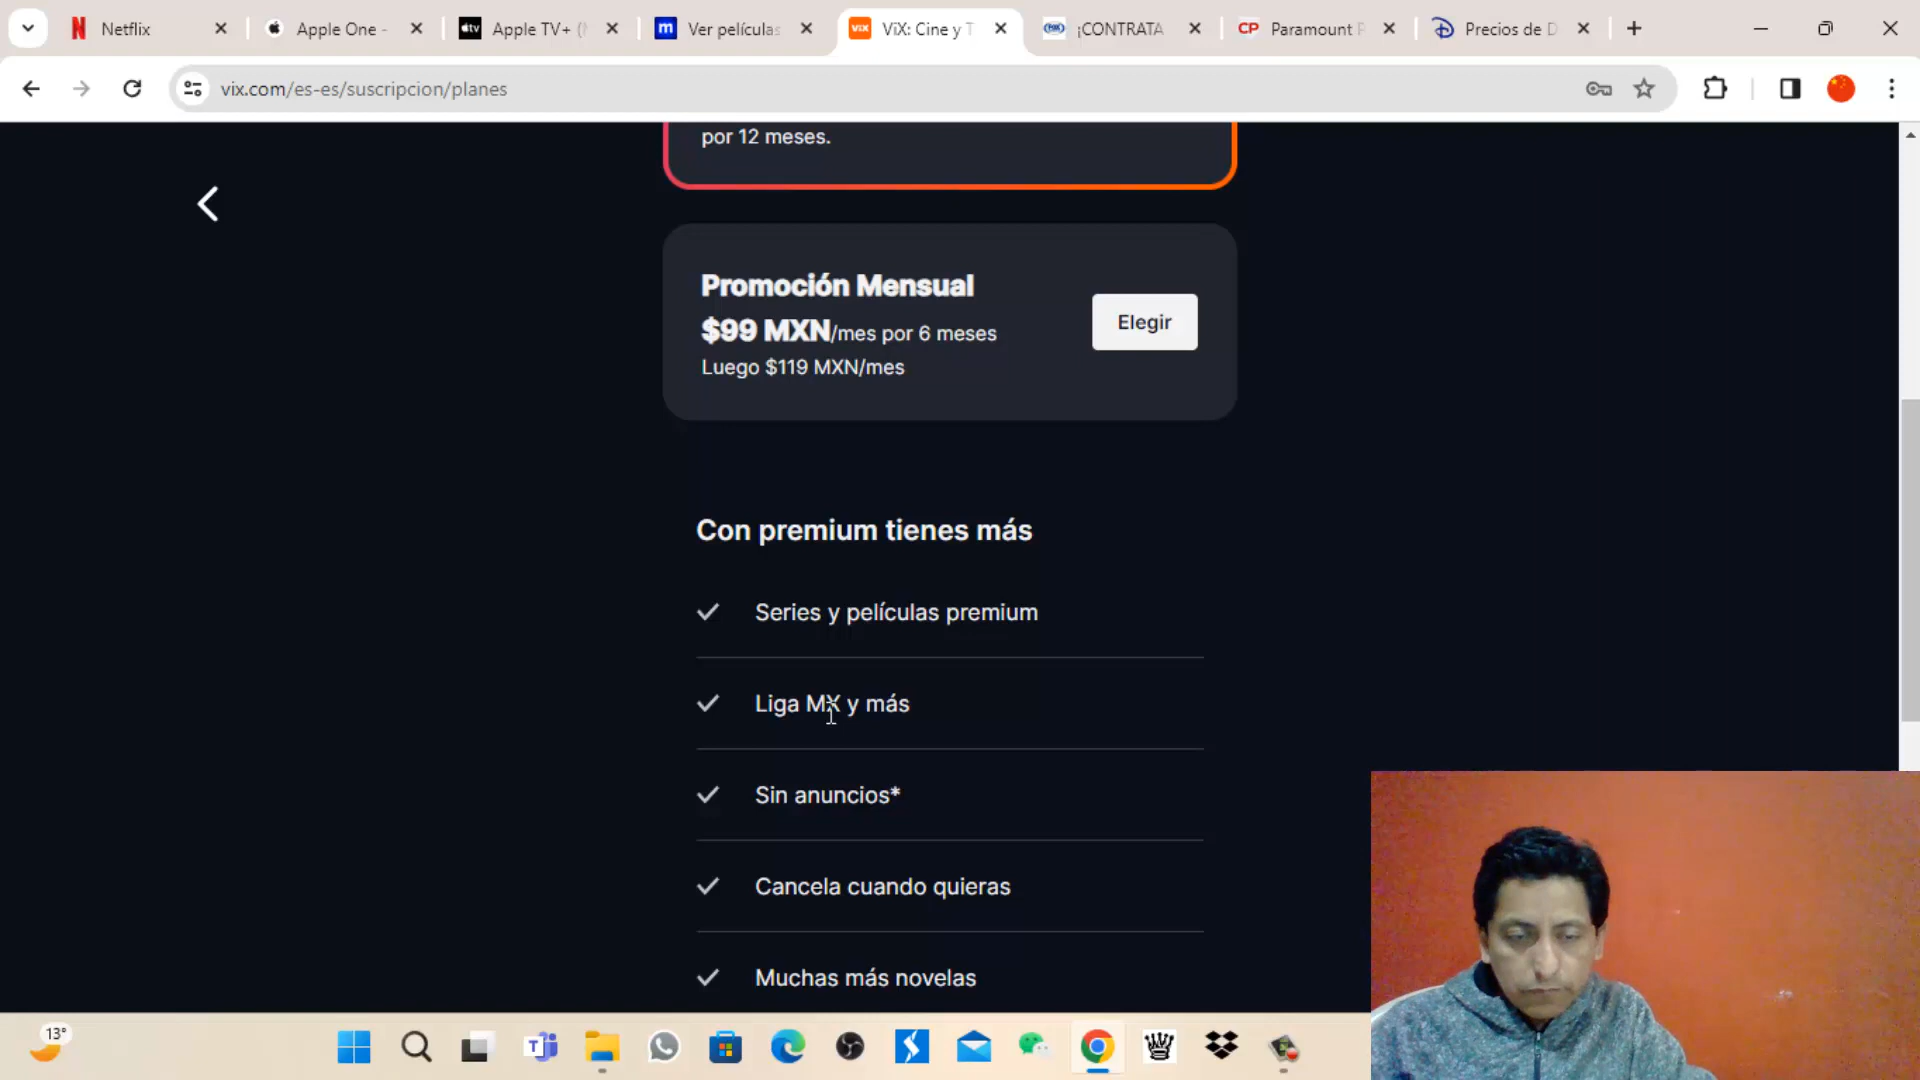 Netflix
Apple One -
Apple TV+ (
Ver películas
ViX: Cine y T
¡CONTRATA
Paramount P
Precios de D
vix.com/es-es/suscripcion/planes
por 12 meses.
Promoción Mensual
$99 MXN/mes por 6 meses
Luego $119 MXN/mes
Elegir
Con premium tienes más
Series y películas premium
Liga MX y más
Sin anuncios*
Cancela cuando quieras
Muchas más novelas
13°